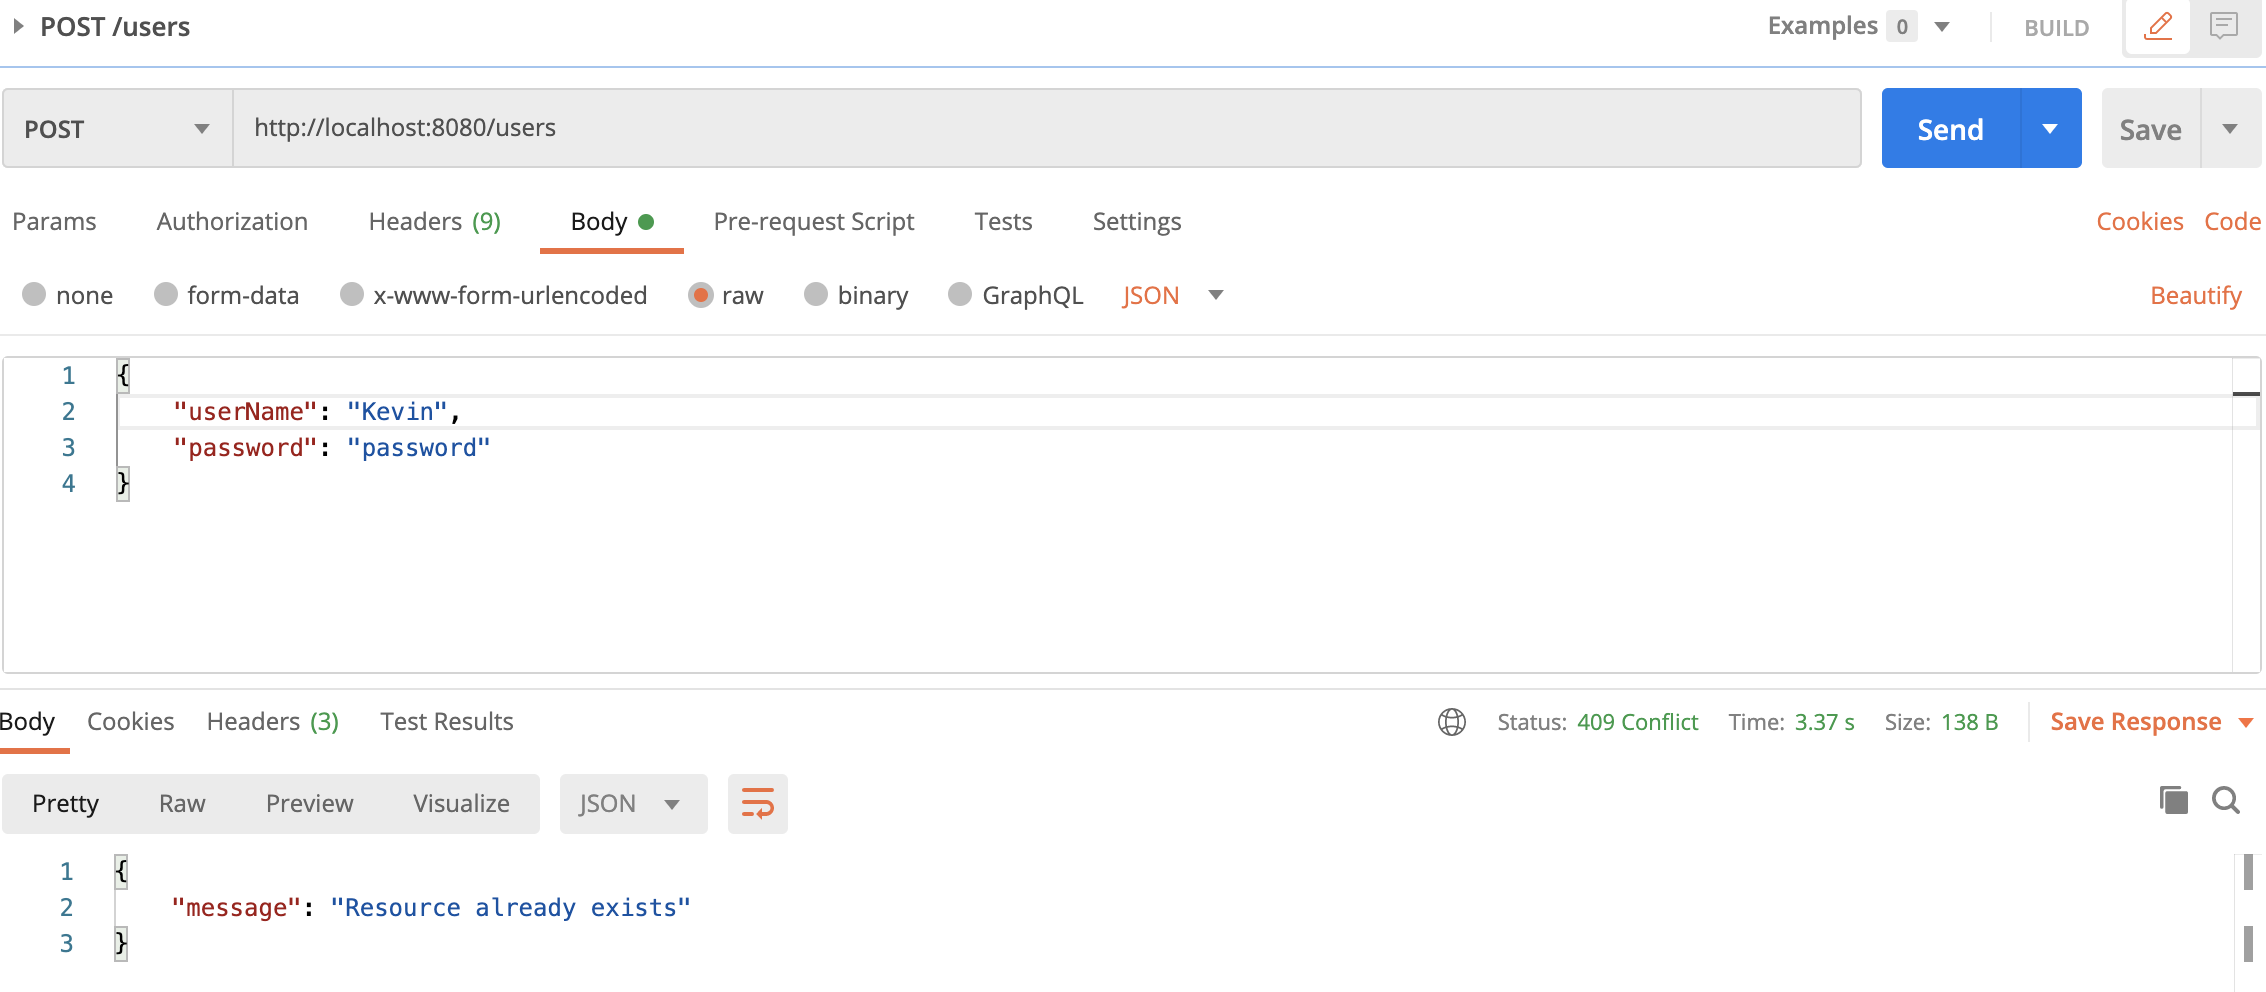 POST /users Examples 0 BUILD
POST http://localhost:8080/users Send Save
Params Authorization Headers (9) Body Pre-request Script Tests Settings Cookies Code
none form-data x-www-form-urlencoded raw binary GraphQL JSON Beautify
1 {
2 "userName": "Kevin",
3 "password": "password"
4 }
Body Cookies Headers (3) Test Results Status: 409 Conflict Time: 3.37 s Size: 138 B Save Response
Pretty Raw Preview Visualize JSON
1 {
2 "message": "Resource already exists"
3 }